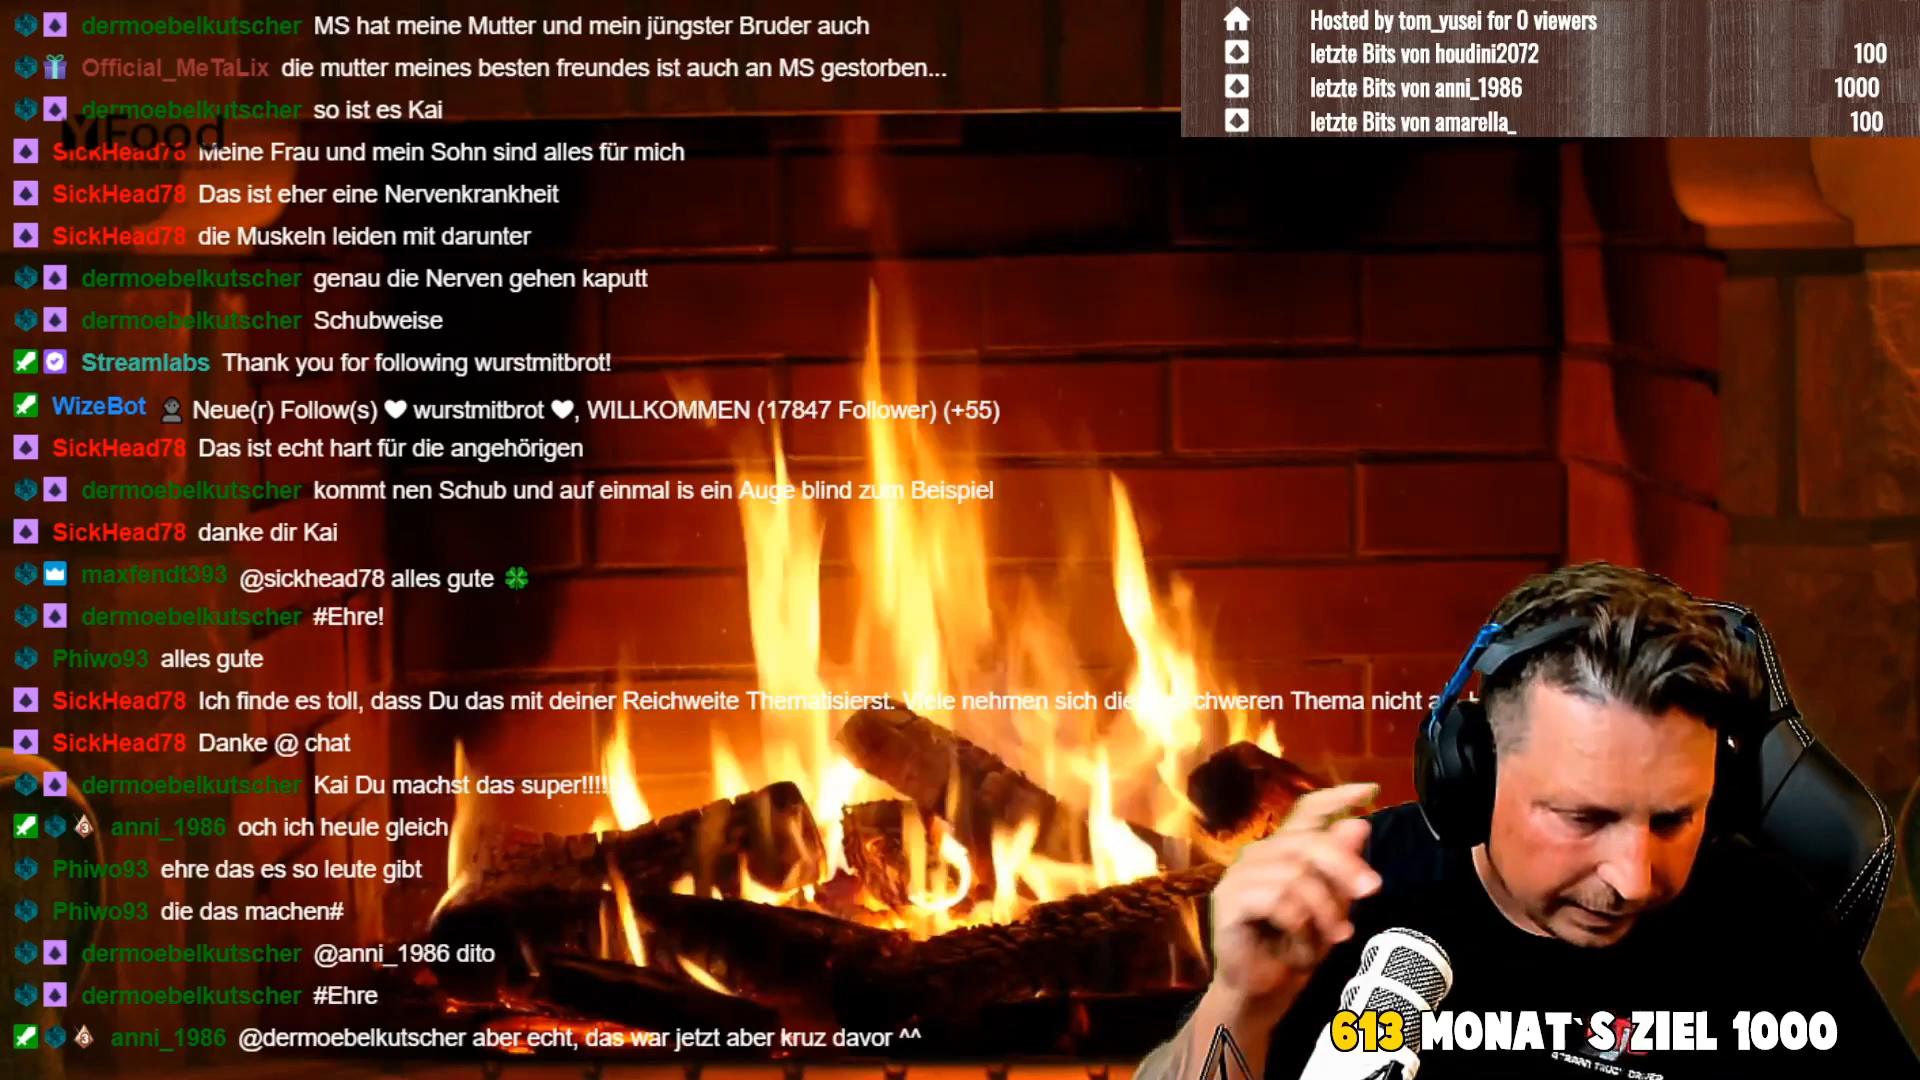 dermoebelkutscher MS hat meine Mutter und mein jüngster Bruder auch
Official_MeTaLix die mutter meines besten freundes ist auch an MS gestorben...
dermoebelkutscher so ist es Kai
YFood
SickHead78 Meine Frau und mein Sohn sind alles für mich
SickHead78 Das ist eher eine Nervenkrankheit
SickHead78 die Muskeln leiden mit darunter
dermoebelkutscher genau die Nerven gehen kaputt
dermoebelkutscher Schubweise
Streamlabs Thank you for following wurstmitbrot!
WizeBot Neue(r) Follow(s) 🤍 wurstmitbrot 🤍, WILLKOMMEN (17847 Follower) (+55)
SickHead78 Das ist echt hart für die angehörigen
dermoebelkutscher kommt nen Schub und auf einmal is ein Auge blind zum Beispiel
SickHead78 danke dir Kai
maxfendt393 @sickhead78 alles gute 🍀
dermoebelkutscher #Ehre!
Phiwo93 alles gute
SickHead78 Ich finde es toll, dass Du das mit deiner Reichweite Thematisierst. Viele nehmen sich schweren Thema nicht
SickHead78 Danke @ chat
dermoebelkutscher Kai Du machst das super!!!!!
anni_1986 och ich heule gleich
Phiwo93 ehre das es so leute gibt
Phiwo93 die das machen#
dermoebelkutscher @anni_1986 dito
dermoebelkutscher #Ehre
anni_1986 @dermoebelkutscher aber echt, das war jetzt aber kruz davor ^^
Hosted by tom_yusei for 0 viewers
letzte Bits von houdini2072 100
letzte Bits von anni_1986 1000
letzte Bits von amarella_ 100
613 MONAT`S ZIEL 1000